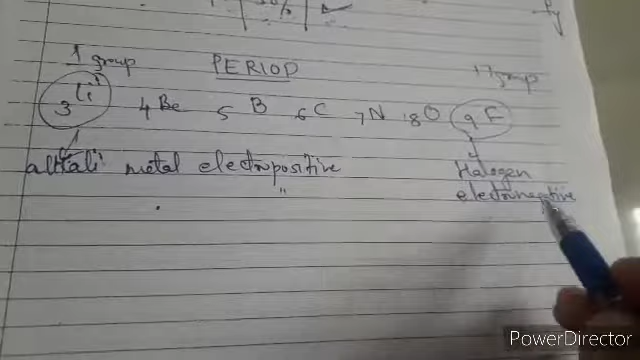 1 group
PERIOD
17 group
3 Li 4 Be 5 B 6 C 7 N 8 O 9 F
alkali metal electropositive
Halogen
electronegative
PowerDirector